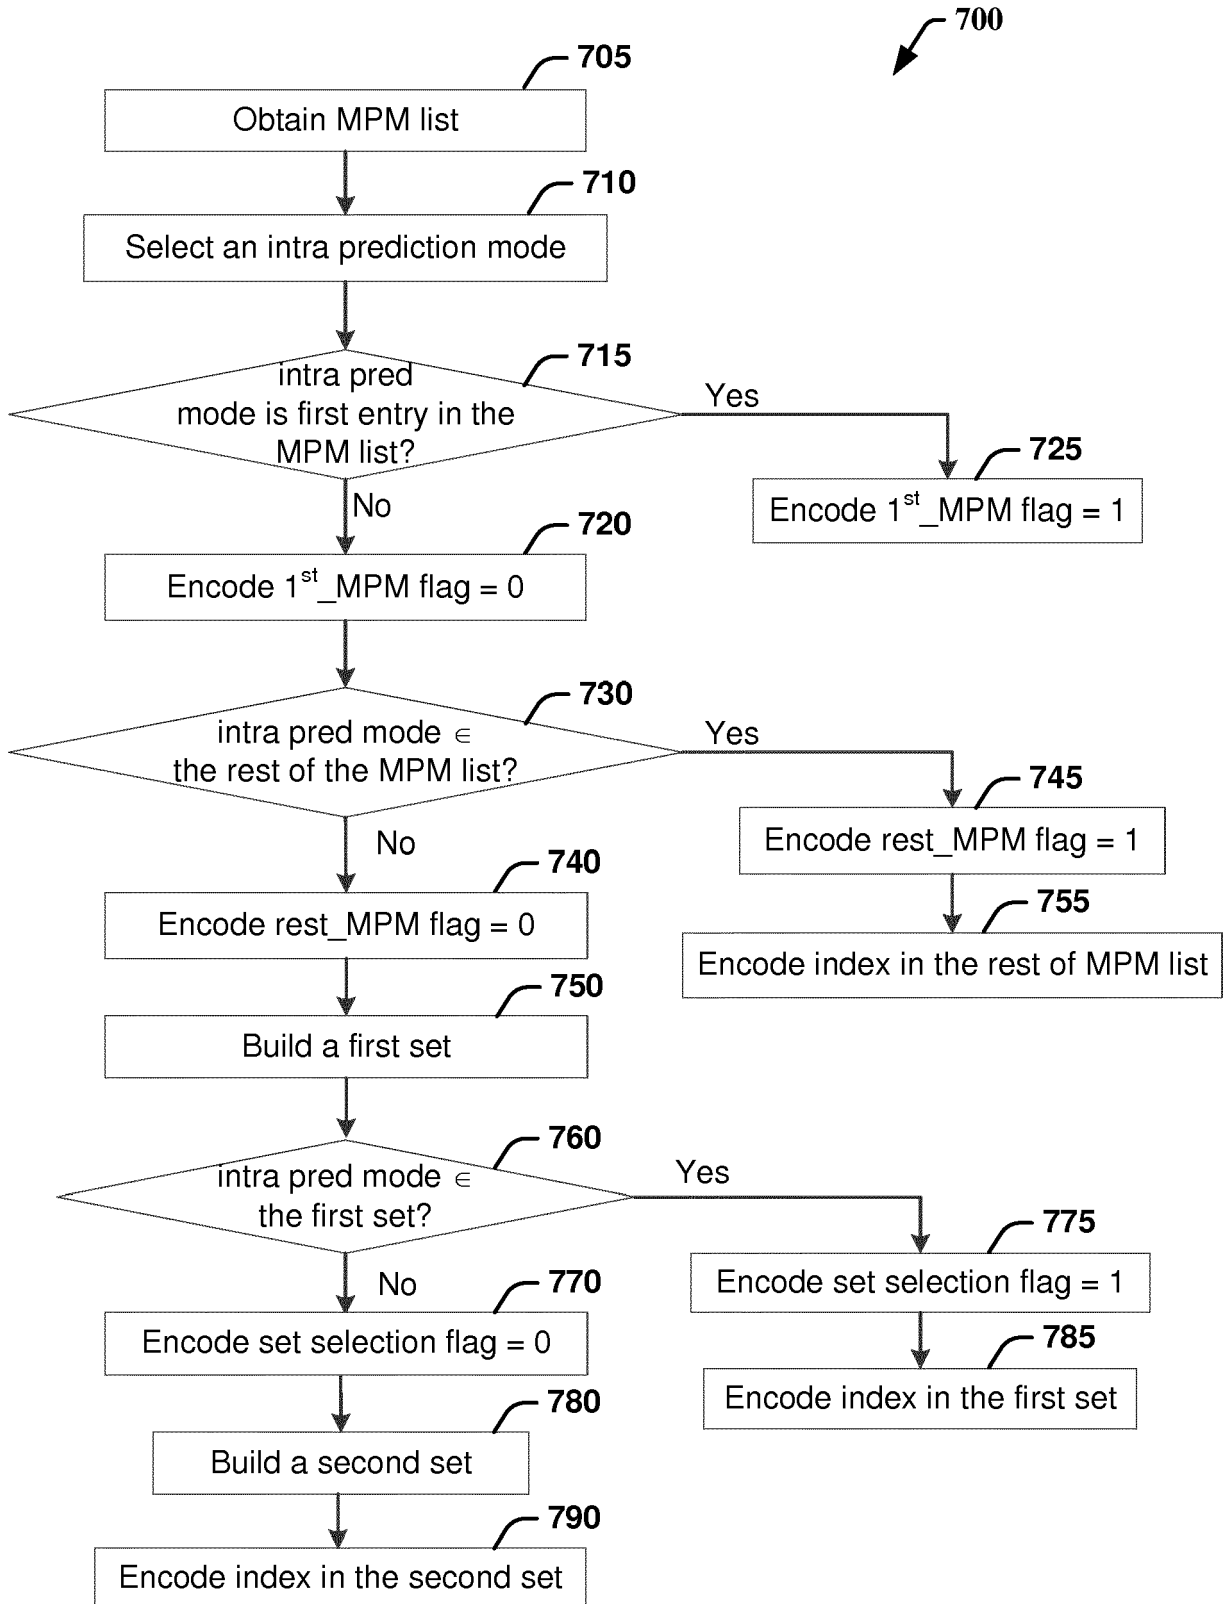 700
705
Obtain MPM list
710
Select an intra prediction mode
715
intra pred
mode is first entry in the
MPM list?
Yes
725
Encode 1st_MPM flag = 1
No
720
Encode 1st_MPM flag = 0
730
intra pred mode ∈
the rest of the MPM list?
Yes
745
Encode rest_MPM flag = 1
755
Encode index in the rest of MPM list
No
740
Encode rest_MPM flag = 0
750
Build a first set
760
intra pred mode ∈
the first set?
Yes
775
Encode set selection flag = 1
785
Encode index in the first set
No
770
Encode set selection flag = 0
780
Build a second set
790
Encode index in the second set